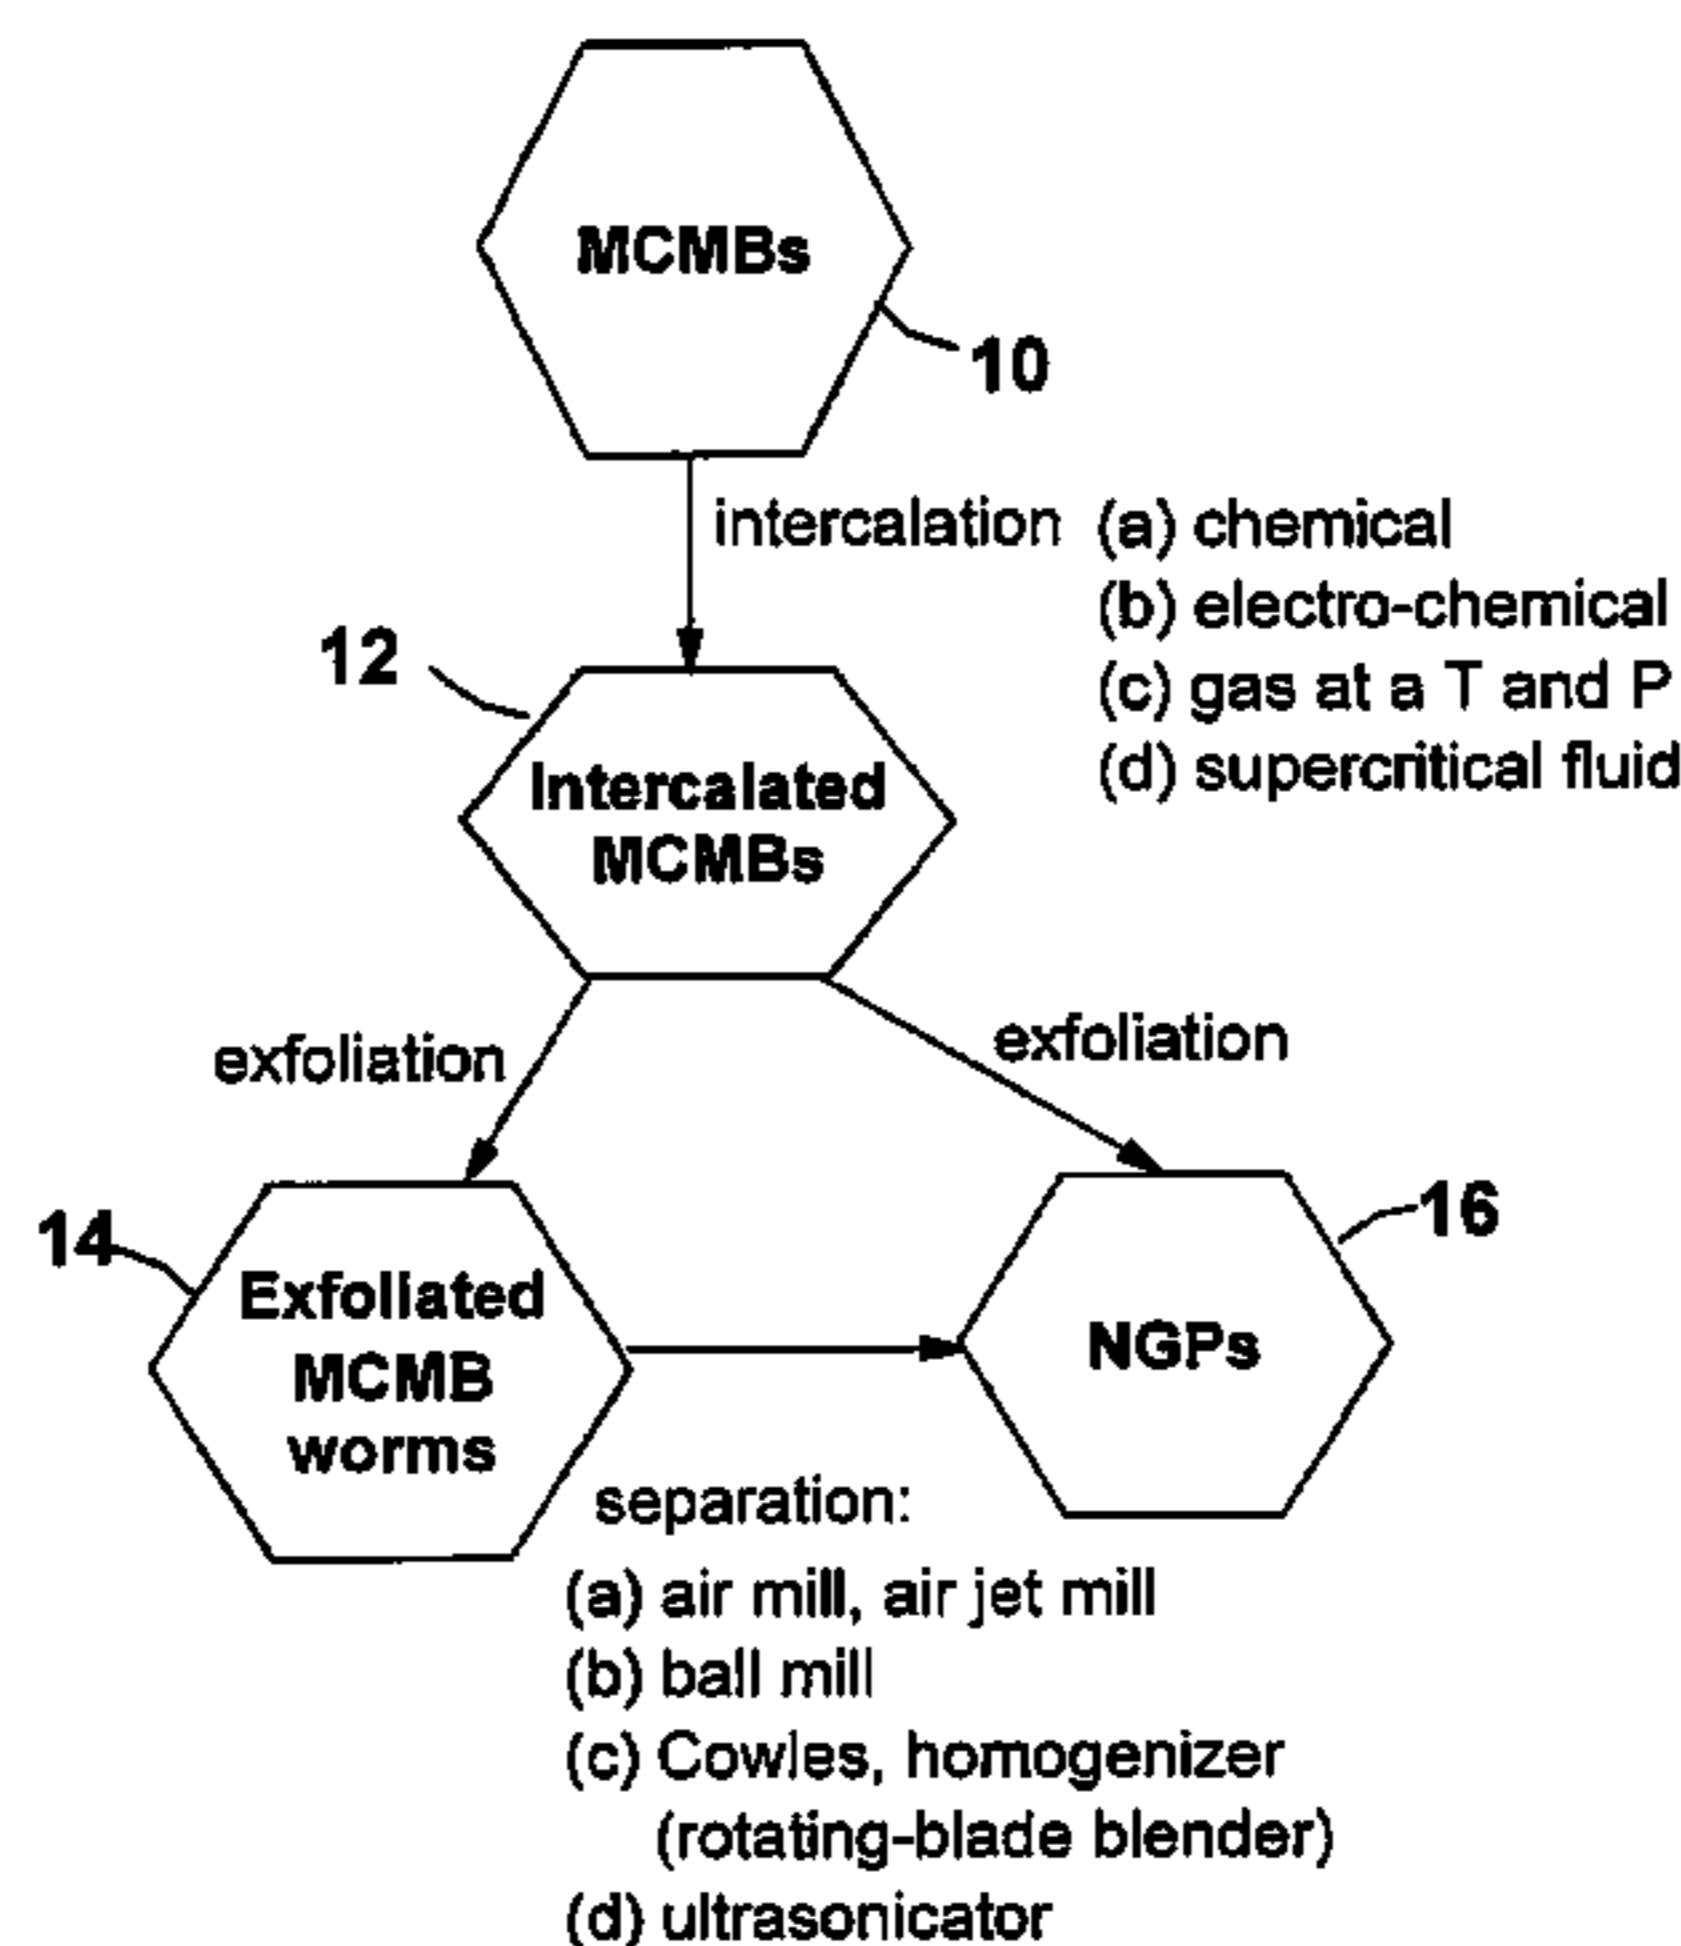 MCMBs
10
intercalation (a) chemical
(b) electro-chemical
(c) gas at a T and P
(d) supercritical fluid
12
Intercalated
MCMBs
exfoliation
exfoliation
14
Exfoliated
MCMB
worms
16
NGPs
separation:
(a) air mill, air jet mill
(b) ball mill
(c) Cowles, homogenizer
(rotating-blade blender)
(d) ultrasonicator